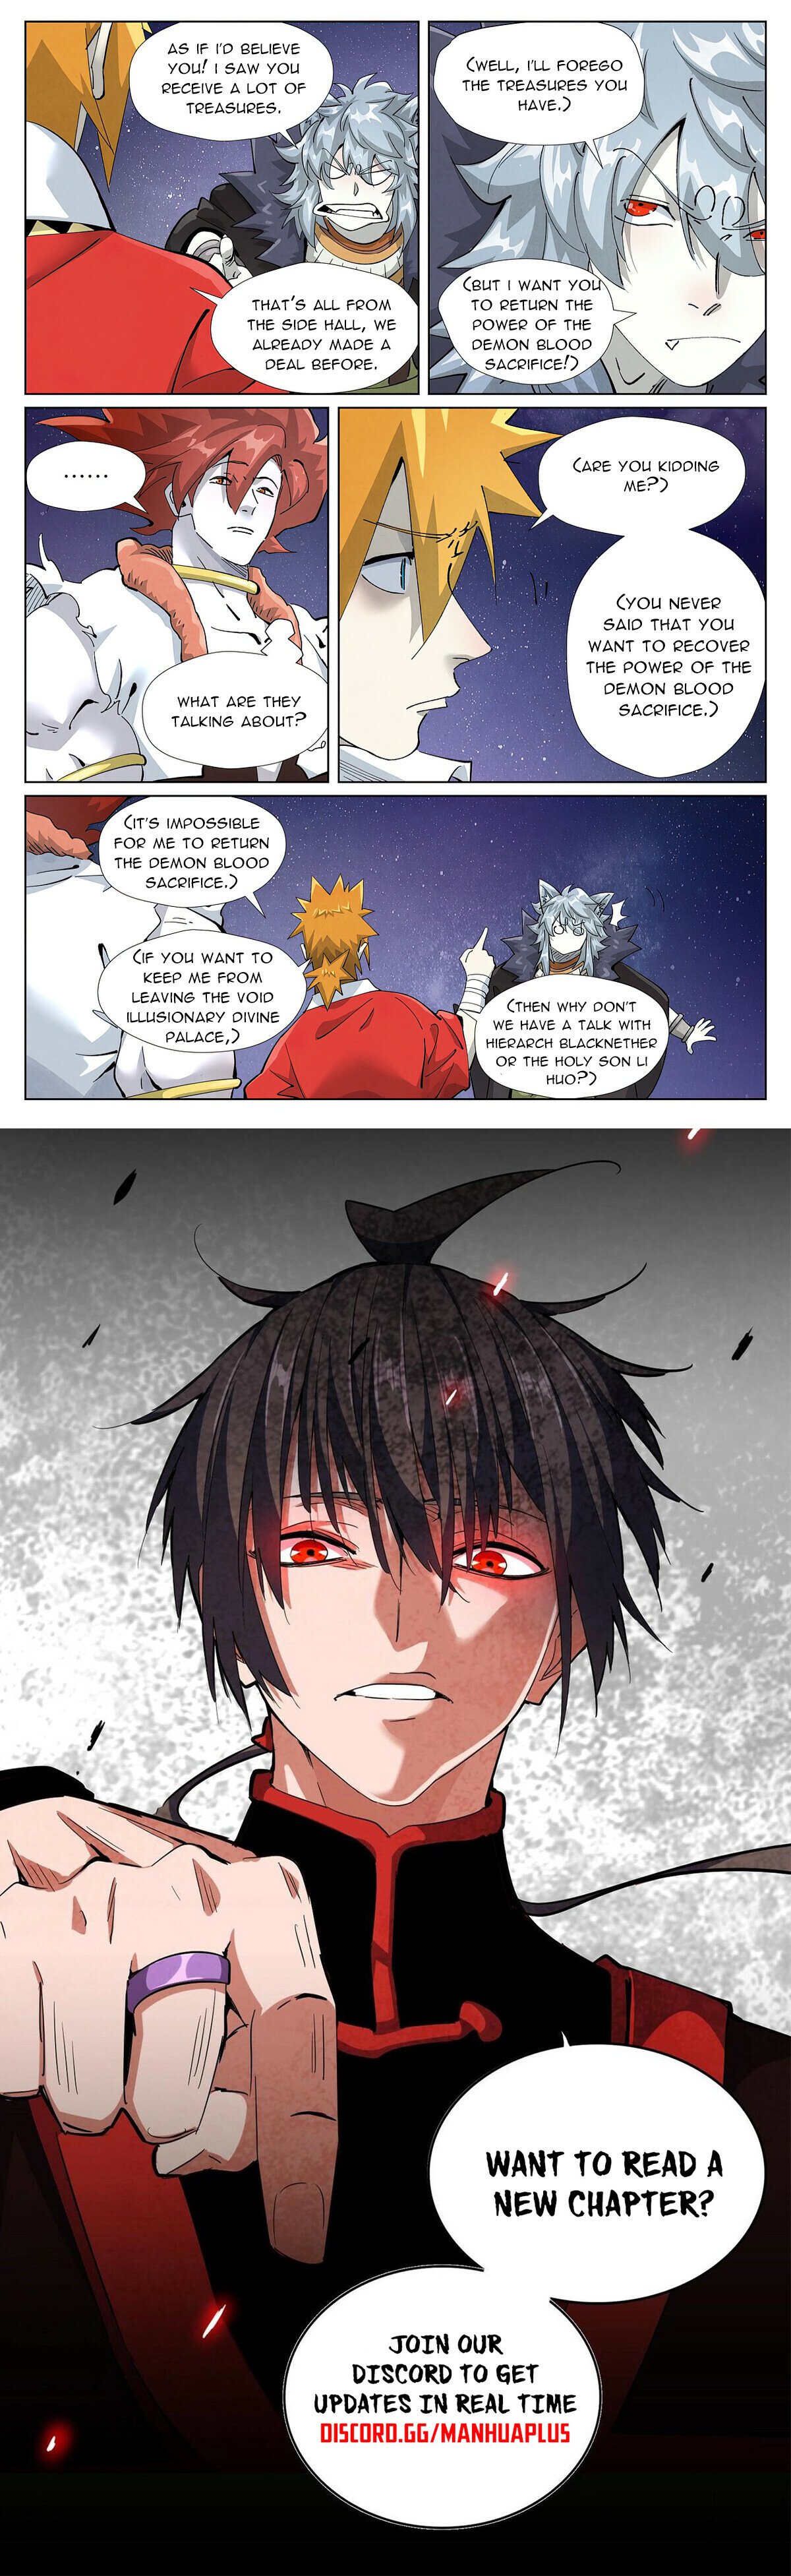 AS IF I'D BELIEVE
YOU! I SAW YOU
RECEIVE A LOT OF
TREASURES.
THAT'S ALL FROM
THE SIDE HALL, WE
ALREADY MADE A
DEAL BEFORE.
(WELL, I'LL FOREGO
THE TREASURES YOU
HAVE.)
(BUT I WANT YOU
TO RETURN THE
POWER OF THE
DEMON BLOOD
SACRIFICE!)
......
WHAT ARE THEY
TALKING ABOUT?
(ARE YOU KIDDING
ME?)
(YOU NEVER
SAID THAT YOU
WANT TO RECOVER
THE POWER OF THE
DEMON BLOOD
SACRIFICE.)
(IT'S IMPOSSIBLE
FOR ME TO RETURN
THE DEMON BLOOD
SACRIFICE.)
(IF YOU WANT TO
KEEP ME FROM
LEAVING THE VOID
ILLUSIONARY DIVINE
PALACE,)
(THEN WHY DON'T
WE HAVE A TALK WITH
HIERARCH BLACKNETHER
OR THE HOLY SON LI
HUO?)
WANT TO READ A
NEW CHAPTER?
JOIN OUR
DISCORD TO GET
UPDATES IN REAL TIME
DISCORD.GG/MANHUAPLUS